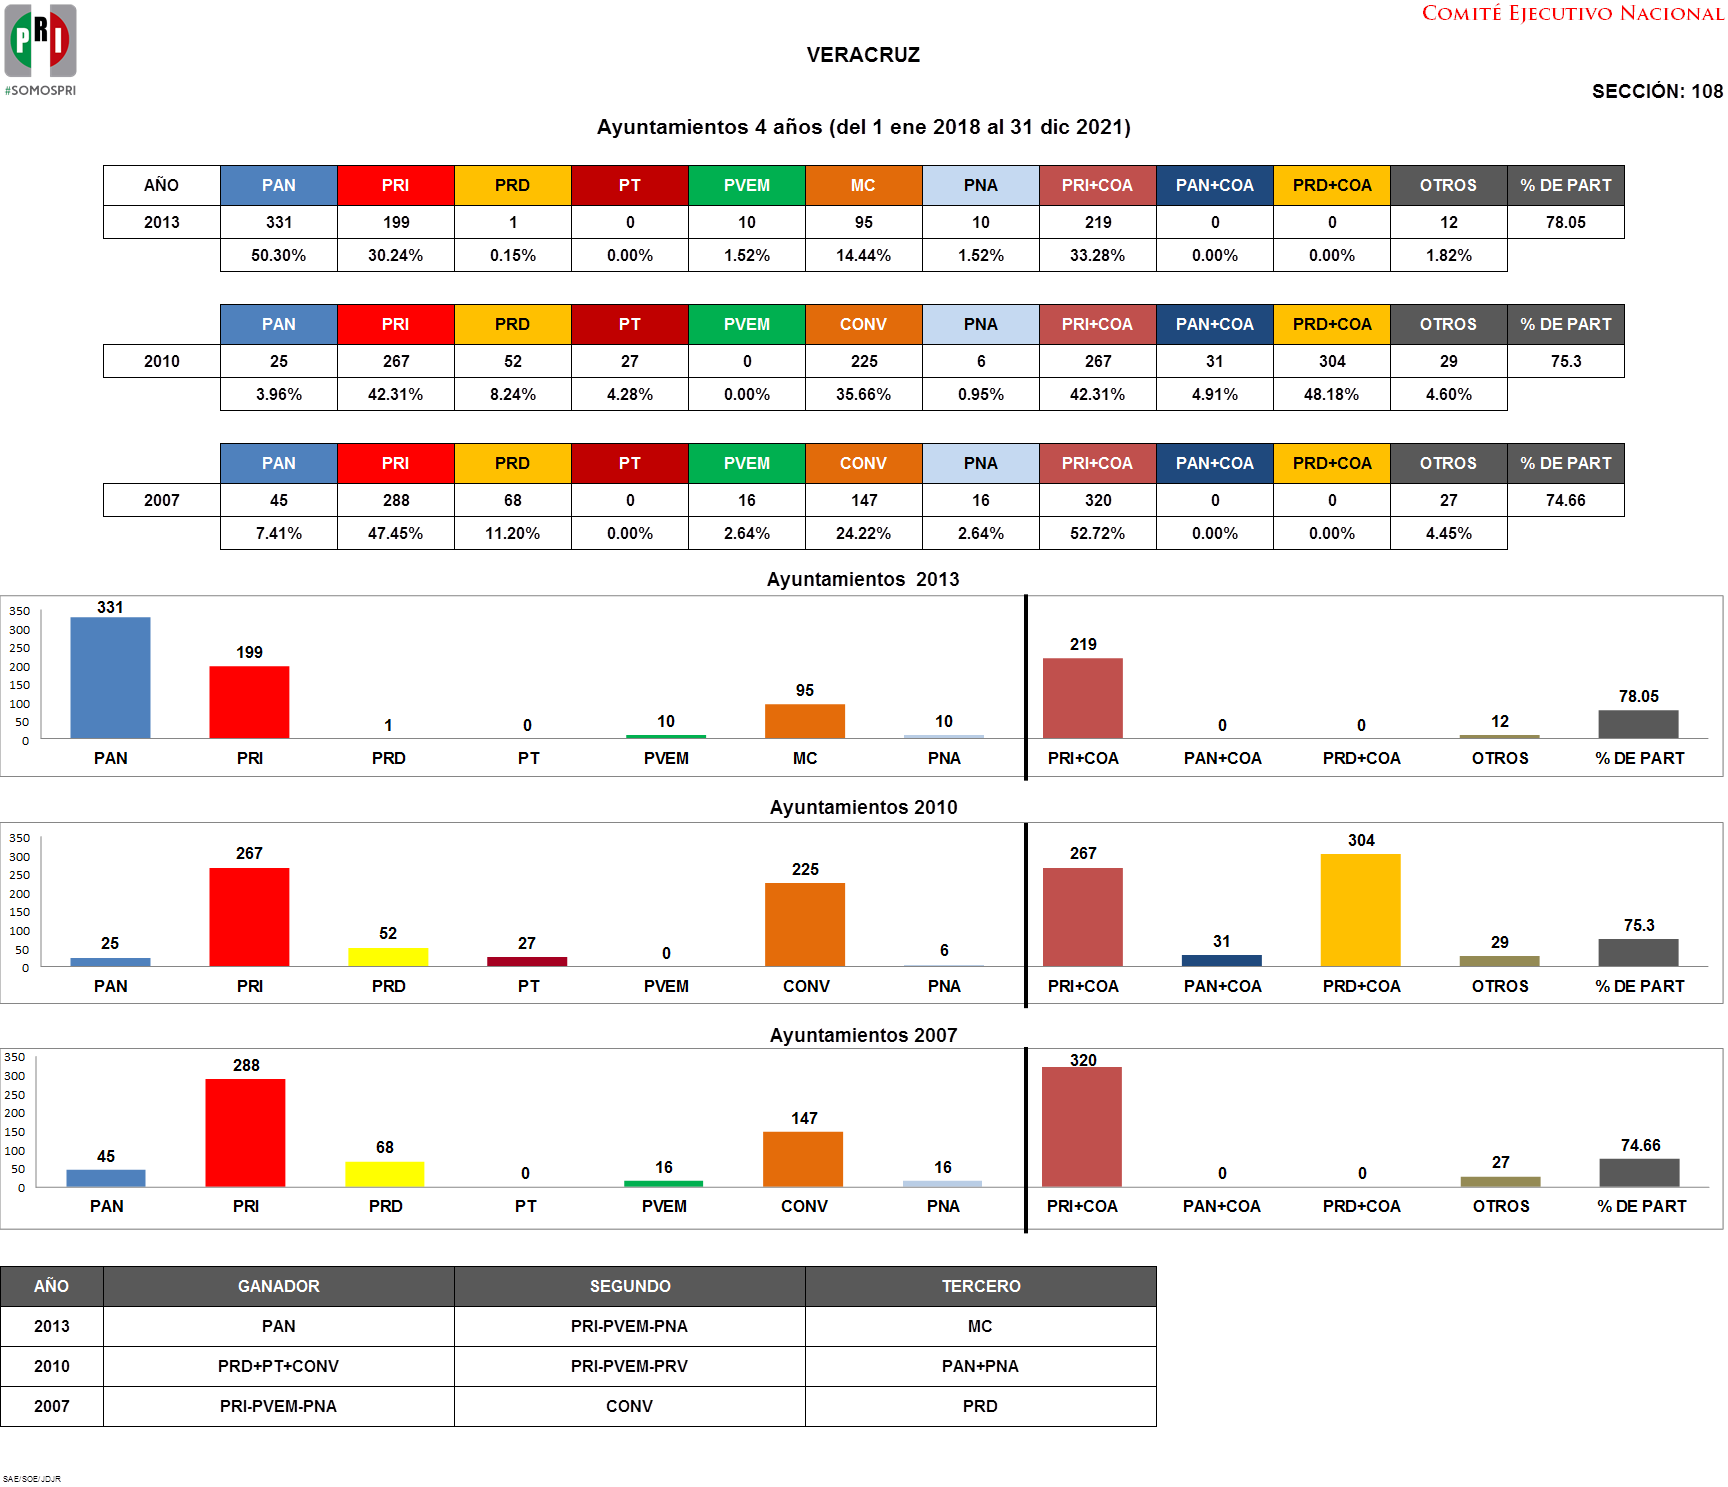 COMITÉ EJECUTIVO NACIONAL
PRI
#SOMOSPRI
VERACRUZ
SECCIÓN: 108
Ayuntamientos 4 años (del 1 ene 2018 al 31 dic 2021)
AÑO PAN PRI PRD PT PVEM MC PNA PRI+COA PAN+COA PRD+COA OTROS % DE PART
2013 331 199 1 0 10 95 10 219 0 0 12 78.05
50.30% 30.24% 0.15% 0.00% 1.52% 14.44% 1.52% 33.28% 0.00% 0.00% 1.82%
PAN PRI PRD PT PVEM CONV PNA PRI+COA PAN+COA PRD+COA OTROS % DE PART
2010 25 267 52 27 0 225 6 267 31 304 29 75.3
3.96% 42.31% 8.24% 4.28% 0.00% 35.66% 0.95% 42.31% 4.91% 48.18% 4.60%
PAN PRI PRD PT PVEM CONV PNA PRI+COA PAN+COA PRD+COA OTROS % DE PART
2007 45 288 68 0 16 147 16 320 0 0 27 74.66
7.41% 47.45% 11.20% 0.00% 2.64% 24.22% 2.64% 52.72% 0.00% 0.00% 4.45%
Ayuntamientos 2013
350
300
250
200
150
100
50
0
331 199 1 0 10 95 10 219 0 0 12 78.05
PAN PRI PRD PT PVEM MC PNA PRI+COA PAN+COA PRD+COA OTROS % DE PART
Ayuntamientos 2010
350
300
250
200
150
100
50
0
25 267 52 27 0 225 6 267 31 304 29 75.3
PAN PRI PRD PT PVEM CONV PNA PRI+COA PAN+COA PRD+COA OTROS % DE PART
Ayuntamientos 2007
350
300
250
200
150
100
50
0
45 288 68 0 16 147 16 320 0 0 27 74.66
PAN PRI PRD PT PVEM CONV PNA PRI+COA PAN+COA PRD+COA OTROS % DE PART
AÑO GANADOR SEGUNDO TERCERO
2013 PAN PRI-PVEM-PNA MC
2010 PRD+PT+CONV PRI-PVEM-PRV PAN+PNA
2007 PRI-PVEM-PNA CONV PRD
SAE/SOE/JDJR